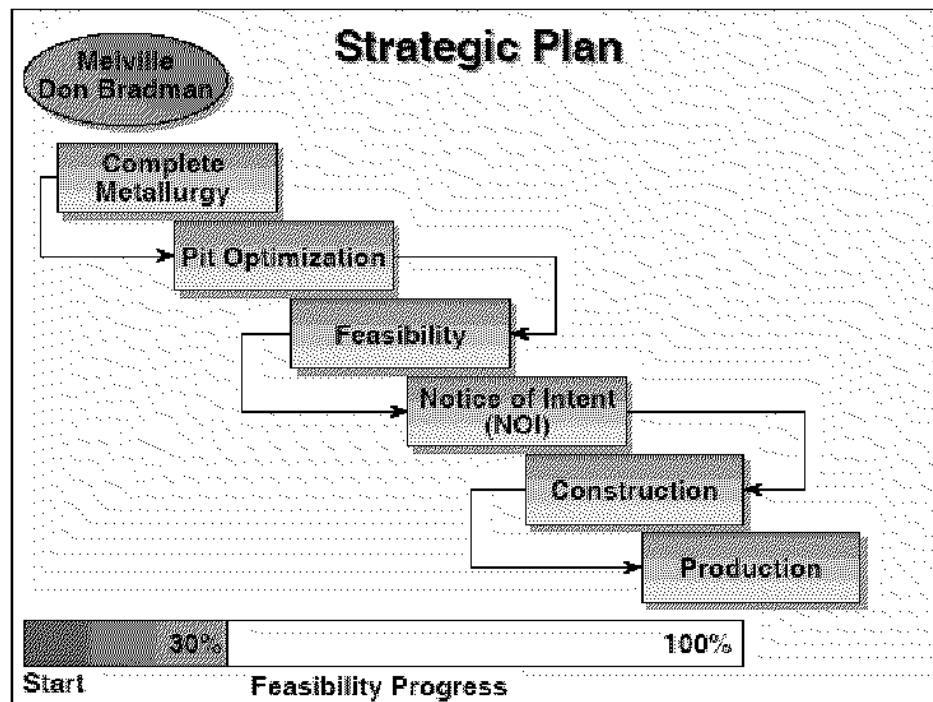 Strategic Plan
Melville
Don Bradman
Complete
Metallurgy
Pit Optimization
Feasibility
Notice of Intent
(NOI)
Construction
Production
30%
100%
Start
Feasibility Progress